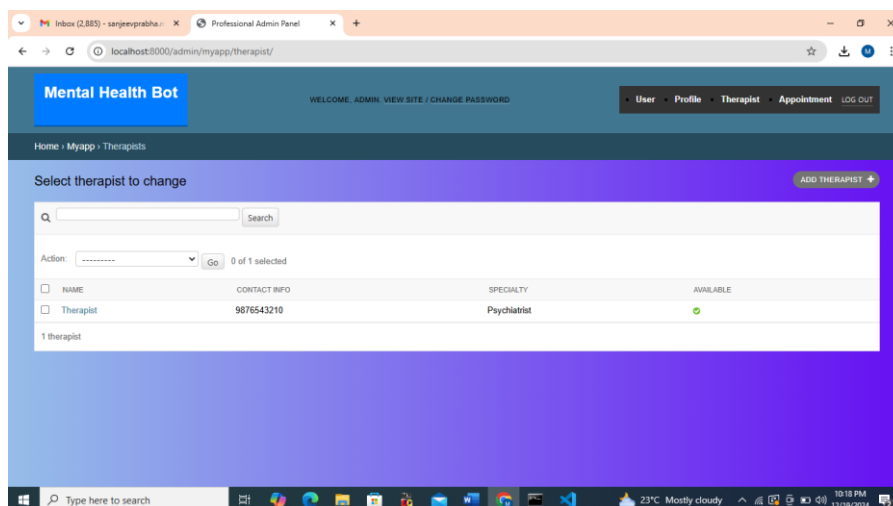 Inbox (2,885) - sanjeevprabha.n
Professional Admin Panel
localhost:8000/admin/myapp/therapist/
M
Mental Health Bot
WELCOME, ADMIN. VIEW SITE / CHANGE PASSWORD
User Profile Therapist Appointment LOG OUT
Home › Myapp › Therapists
Select therapist to change
ADD THERAPIST +
Search
Action: --------- Go 0 of 1 selected
NAME CONTACT INFO SPECIALTY AVAILABLE
Therapist 9876543210 Psychiatrist
1 therapist
Type here to search
23°C Mostly cloudy
10:18 PM
12/19/2024